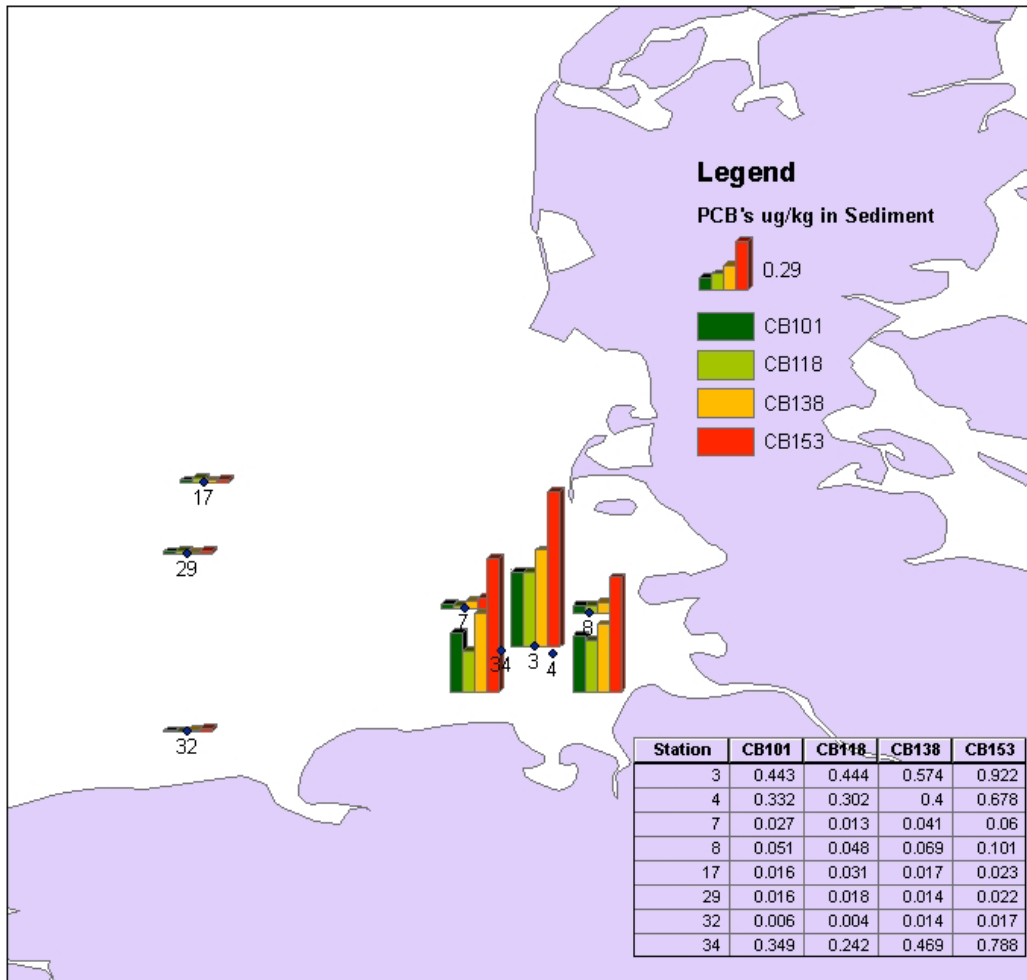 Legend
PCB's ug/kg in Sediment
0.29
CB101
CB118
CB138
CB153
17
29
7
8
34
3
4
32
Station CB101 CB118 CB138 CB153
3 0.443 0.444 0.574 0.922
4 0.332 0.302 0.4 0.678
7 0.027 0.013 0.041 0.06
8 0.051 0.048 0.069 0.101
17 0.016 0.031 0.017 0.023
29 0.016 0.018 0.014 0.022
32 0.006 0.004 0.014 0.017
34 0.349 0.242 0.469 0.788